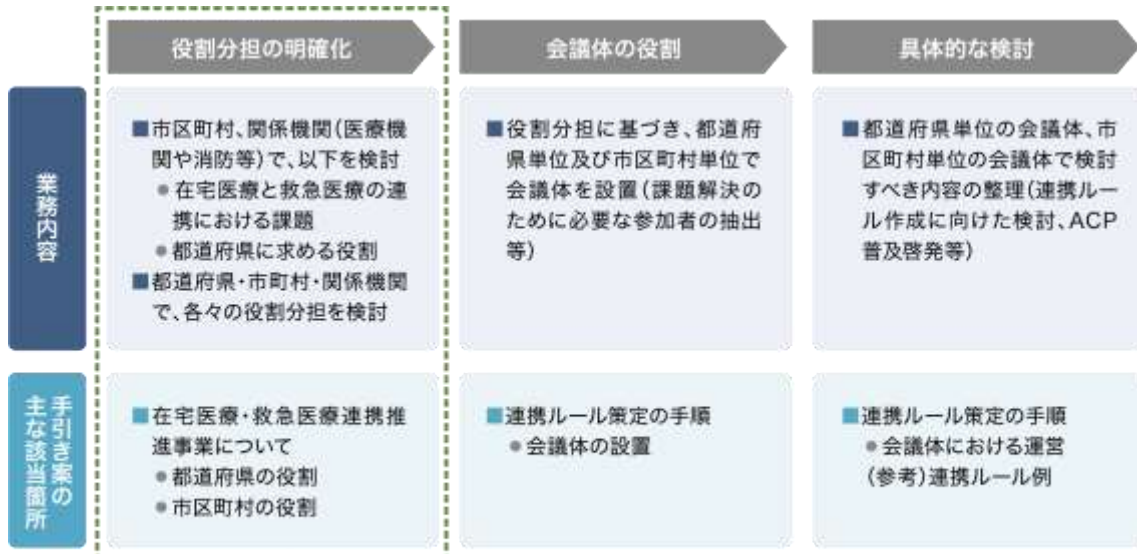 役割分担の明確化
会議体の役割
具体的な検討
業務内容
■市区町村、関係機関(医療機
関や消防等)で、以下を検討
●在宅医療と救急医療の連
携における課題
●都道府県に求める役割
■都道府県・市町村・関係機関
で、各々の役割分担を検討
■役割分担に基づき、都道府
県単位及び市区町村単位で
会議体を設置(課題解決の
ために必要な参加者の抽出
等)
■都道府県単位の会議体、市
区町村単位の会議体で検討
すべき内容の整理(連携ルー
ル作成に向けた検討、ACP
普及啓発等)
手引き案の
主な該当箇所
■在宅医療・救急医療連携推
進事業について
●都道府県の役割
●市区町村の役割
■連携ルール策定の手順
●会議体の設置
■連携ルール策定の手順
●会議体における運営
(参考)連携ルール例